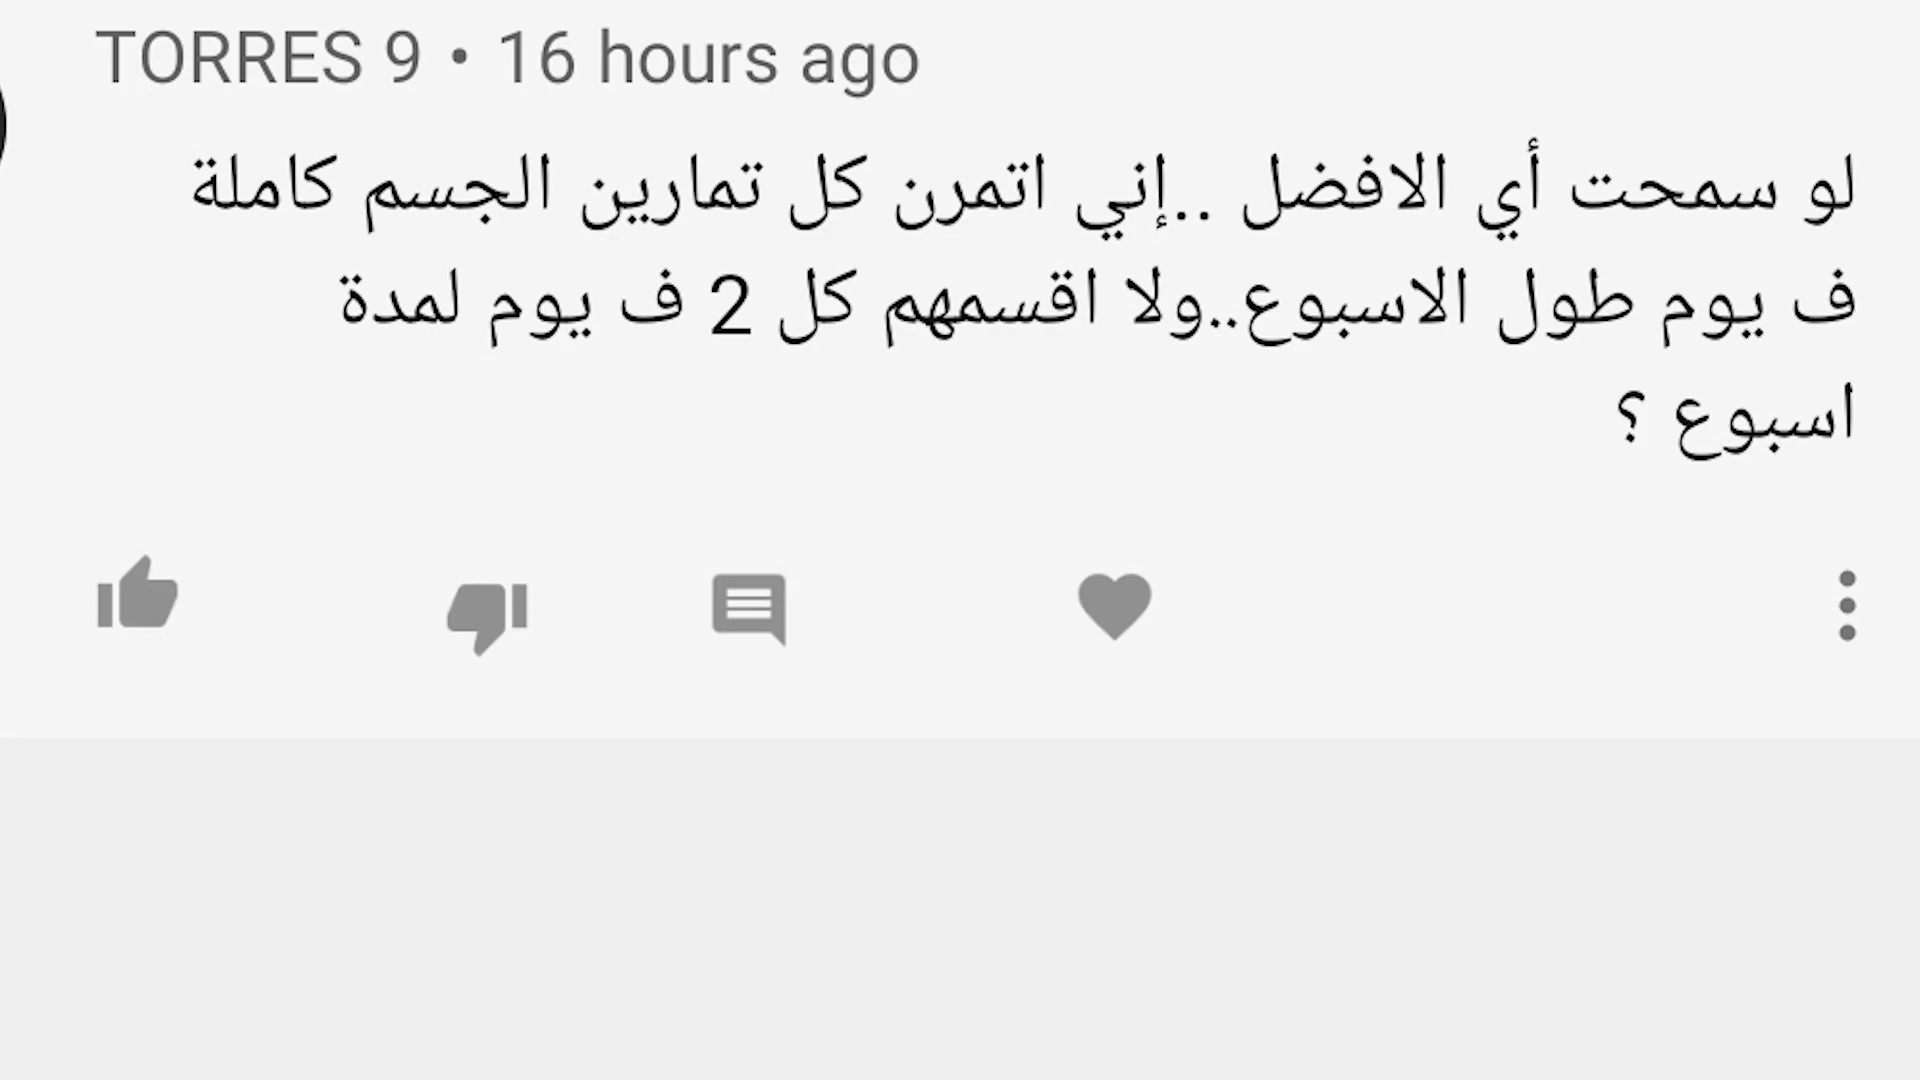 TORRES 9 • 16 hours ago
لو سمحت أي الافضل ..إني اتمرن كل تمارين الجسم كاملة
ف يوم طول الاسبوع..ولا اقسمهم كل 2 ف يوم لمدة
اسبوع ؟